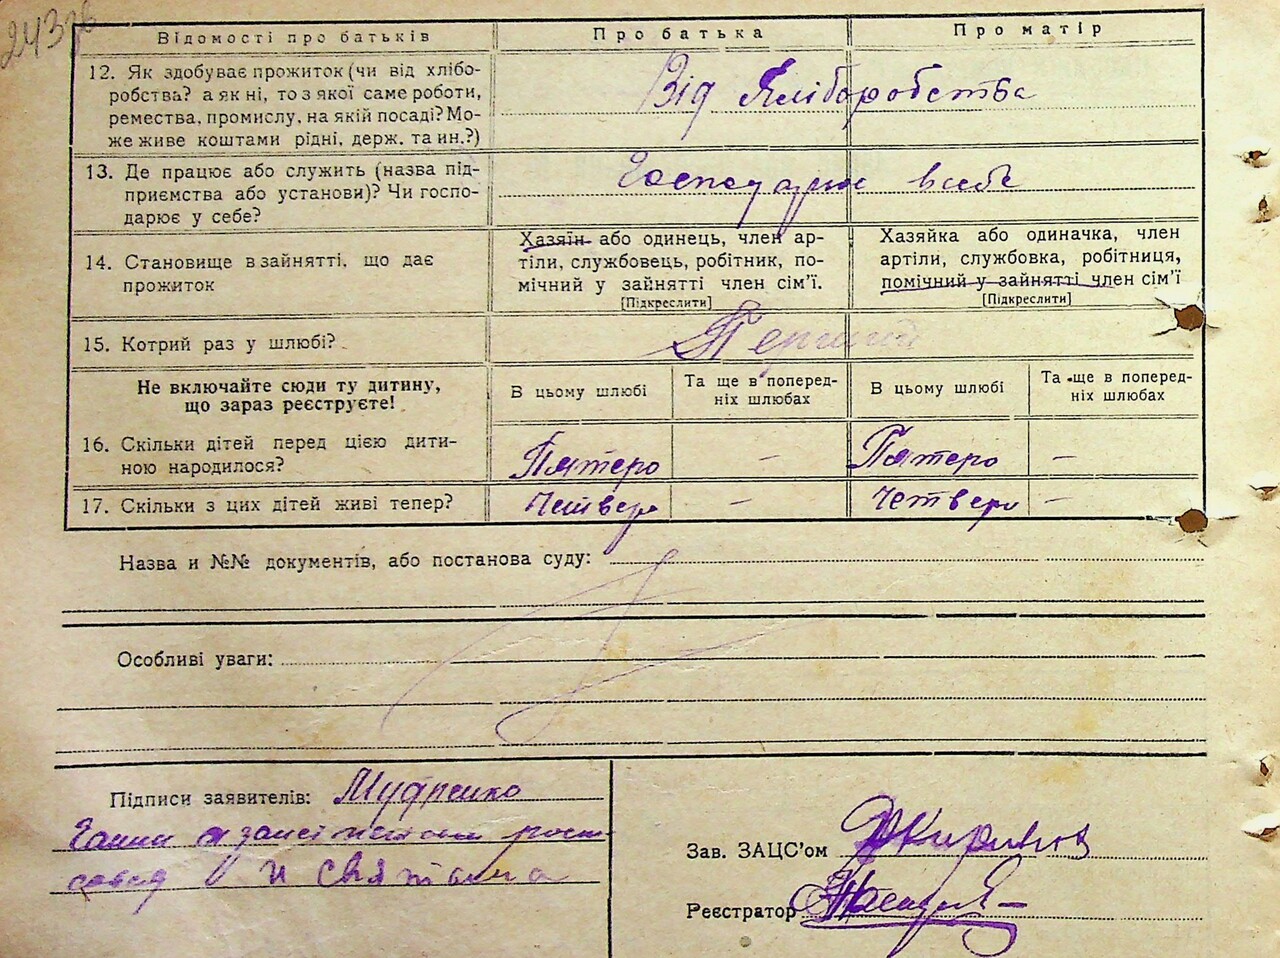 243 зв
Відомості про батьків Про батька Про матір
12. Як здобуває прожиток (чи від хлібо- Від Хліборобства
робства? а як ні, то з якої саме роботи,
ремества, промислу, на якій посаді? Мо-
же живе коштами рідні, держ. та ин.?)
13. Де працює або служить (назва під- Господарює в себе
приємства або установи)? Чи госпо-
дарює у себе?
14. Становище в зайнятті, що дає
прожиток
Хазяїн або одинець, член ар-
тіли, службовець, робітник, по-
мічний у зайнятті член сім'ї.
[Підкреслити]
Хазяйка або одиначка, член
артіли, службовка, робітниця,
помічний у зайнятті член сім'ї
[Підкреслити]
15. Котрий раз у шлюбі?
Не включайте сюди ту дитину,
що зараз реєструєте!
В цьому шлюбі
Та ще в поперед-
ніх шлюбах
В цьому шлюбі
Та ще в поперед-
ніх шлюбах
16. Скільки дітей перед цією дити-
ною народилося? Пятеро — Пятеро —
17. Скільки з цих дітей живі тепер? Четверо — Четверо —
Назва и №№ документів, або постанова суду:
Особливі уваги:
Підписи заявителів:
Зав. ЗАЦС'ом
Реєстратор